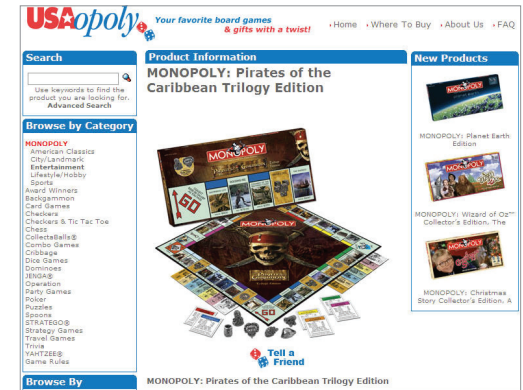 USAopoly
Your favorite board games
& gifts with a twist!
Home
Where To Buy
About Us
FAQ
Search
Use keywords to find the
product you are looking for.
Advanced Search
Browse by Category
MONOPOLY
American Classics
City/Landmark
Entertainment
Lifestyle/Hobby
Sports
Award Winners
Backgammon
Card Games
Checkers
Checkers & Tic Tac Toe
Chess
CollectaBalls®
Combo Games
Cribbage
Dice Games
Dominoes
JENGA®
Operation
Party Games
Poker
Puzzles
Spoons
STRATEGO®
Strategy Games
Travel Games
Trivia
YAHTZEE®
Game Rules
Browse By
Product Information
MONOPOLY: Pirates of the
Caribbean Trilogy Edition
MONOPOLY
GO
MONOPOLY
GO
Tell a
Friend
MONOPOLY: Pirates of the Caribbean Trilogy Edition
New Products
MONOPOLY
MONOPOLY: Planet Earth
Edition
MONOPOLY
MONOPOLY: Wizard of Oz™
Collector's Edition, The
MONOPOLY
MONOPOLY: Christmas
Story Collector's Edition, A